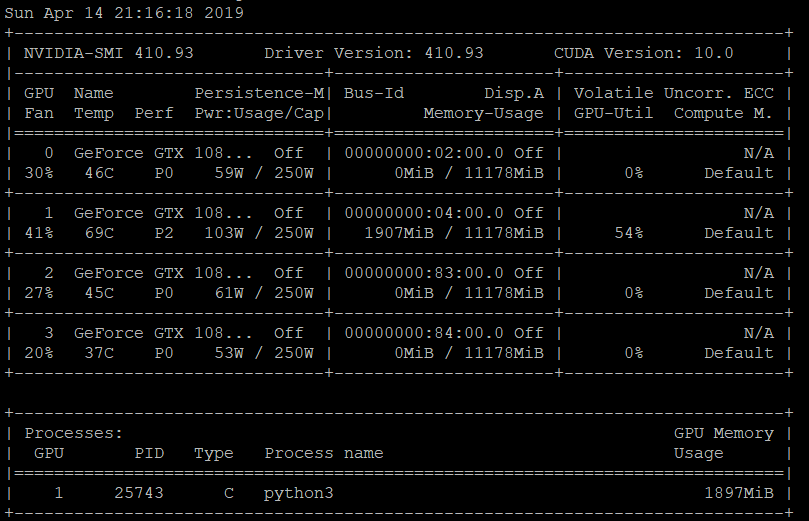 Sun Apr 14 21:16:18 2019
+-----------------------------------------------------------------------------+
| NVIDIA-SMI 410.93       Driver Version: 410.93       CUDA Version: 10.0     |
|-------------------------------+----------------------+----------------------+
| GPU  Name        Persistence-M| Bus-Id        Disp.A | Volatile Uncorr. ECC |
| Fan  Temp  Perf  Pwr:Usage/Cap|         Memory-Usage | GPU-Util  Compute M. |
|===============================+======================+======================|
|   0  GeForce GTX 108...  Off  | 00000000:02:00.0 Off |                  N/A |
| 30%   46C    P0    59W / 250W |      0MiB / 11178MiB |      0%      Default |
+-------------------------------+----------------------+----------------------+
|   1  GeForce GTX 108...  Off  | 00000000:04:00.0 Off |                  N/A |
| 41%   69C    P2   103W / 250W |   1907MiB / 11178MiB |     54%      Default |
+-------------------------------+----------------------+----------------------+
|   2  GeForce GTX 108...  Off  | 00000000:83:00.0 Off |                  N/A |
| 27%   45C    P0    61W / 250W |      0MiB / 11178MiB |      0%      Default |
+-------------------------------+----------------------+----------------------+
|   3  GeForce GTX 108...  Off  | 00000000:84:00.0 Off |                  N/A |
| 20%   37C    P0    53W / 250W |      0MiB / 11178MiB |      0%      Default |
+-------------------------------+----------------------+----------------------+

+-----------------------------------------------------------------------------+
| Processes:                                                       GPU Memory |
|  GPU       PID   Type   Process name                             Usage      |
|=============================================================================|
|    1     25743      C   python3                                     1897MiB |
+-----------------------------------------------------------------------------+